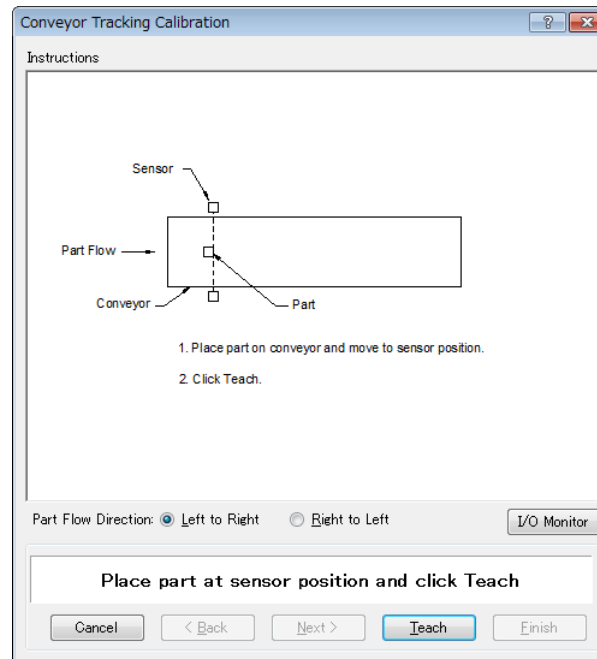 Conveyor Tracking Calibration
?
Instructions
Sensor
Part Flow
Conveyor
Part
1. Place part on conveyor and move to sensor position.
2. Click Teach.
Part Flow Direction: Left to Right Right to Left I/O Monitor
Place part at sensor position and click Teach
Cancel < Back Next > Teach Finish